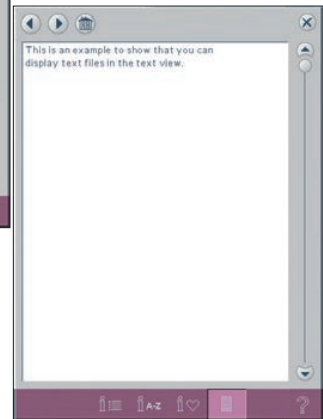 This is an example to show that you can
display text files in the text view.
A-Z
?